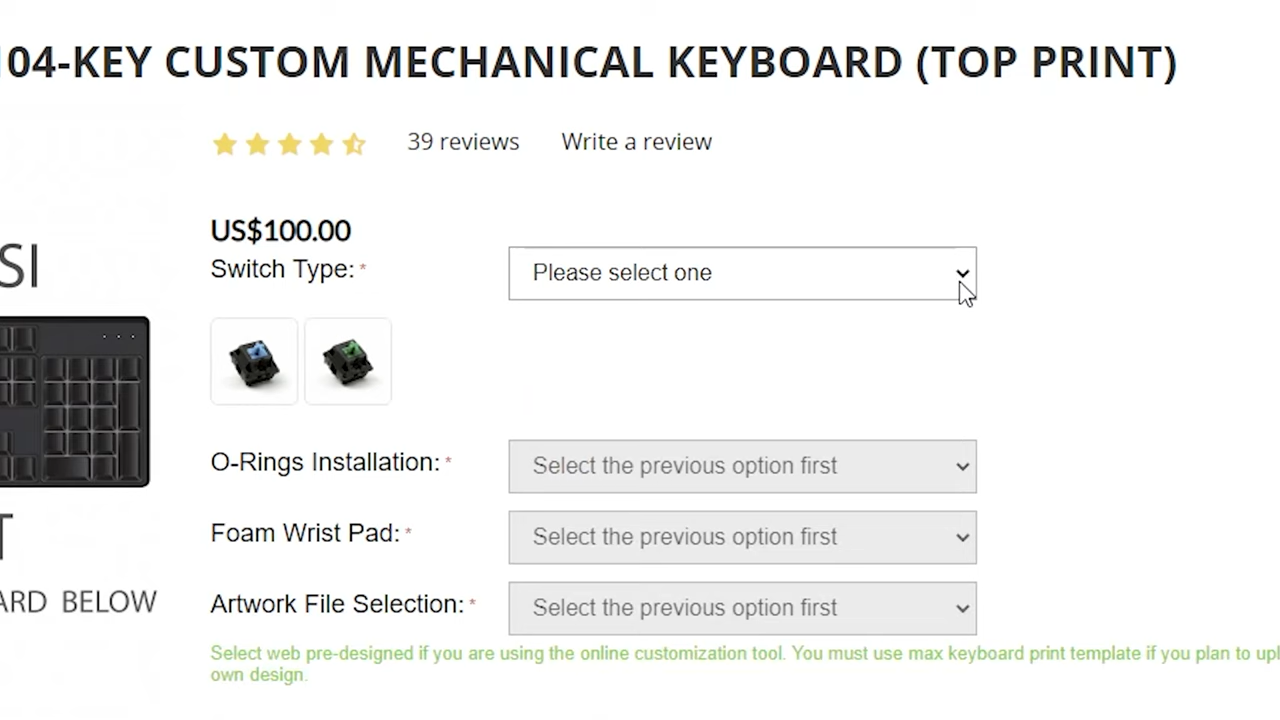 104-KEY CUSTOM MECHANICAL KEYBOARD (TOP PRINT)
39 reviews Write a review
US$100.00
SI
Switch Type: * Please select one
O-Rings Installation: * Select the previous option first
T
Foam Wrist Pad: * Select the previous option first
ARD BELOW
Artwork File Selection: * Select the previous option first
Select web pre-designed if you are using the online customization tool. You must use max keyboard print template if you plan to upl
own design.